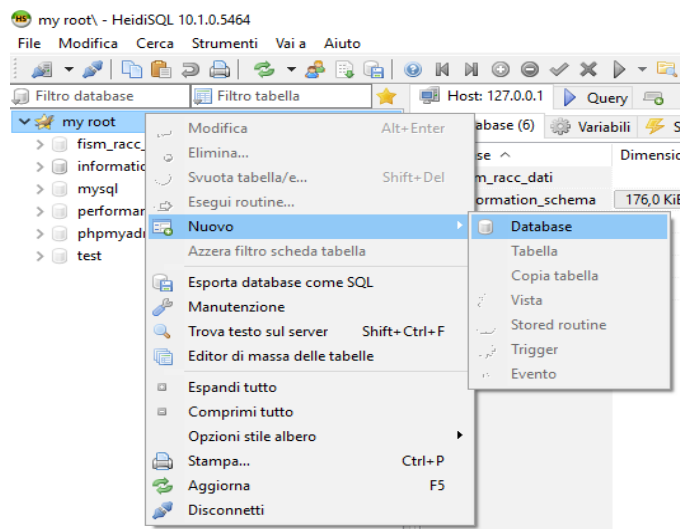 my root\ - HeidiSQL 10.1.0.5464
File Modifica Cerca Strumenti Vai a Aiuto
Filtro database Filtro tabella Host: 127.0.0.1 Query
my root
fism_racc_
informatic
mysql
performar
phpmyadr
test
Modifica Alt+Enter
Elimina...
Svuota tabella/e... Shift+Del
Esegui routine...
Nuovo
Azzera filtro scheda tabella
Esporta database come SQL
Manutenzione
Trova testo sul server Shift+Ctrl+F
Editor di massa delle tabelle
Espandi tutto
Comprimi tutto
Opzioni stile albero
Stampa... Ctrl+P
Aggiorna F5
Disconnetti
abase (6) Variabili S
se Dimensio
m_racc_dati
ormation_schema 176,0 KiB
Database
Tabella
Copia tabella
Vista
Stored routine
Trigger
Evento